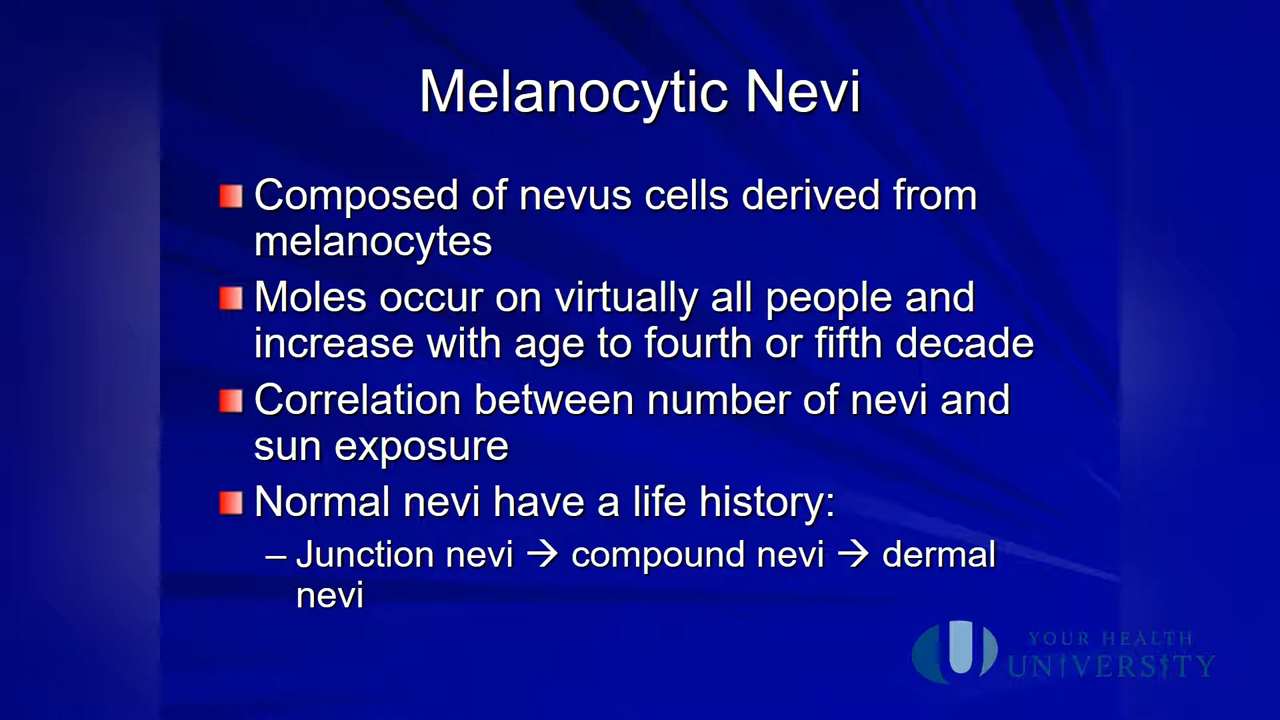 Melanocytic Nevi
Composed of nevus cells derived from
melanocytes
Moles occur on virtually all people and
increase with age to fourth or fifth decade
Correlation between number of nevi and
sun exposure
Normal nevi have a life history:
– Junction nevi → compound nevi → dermal
nevi
YOUR HEALTH
UNIVERSITY